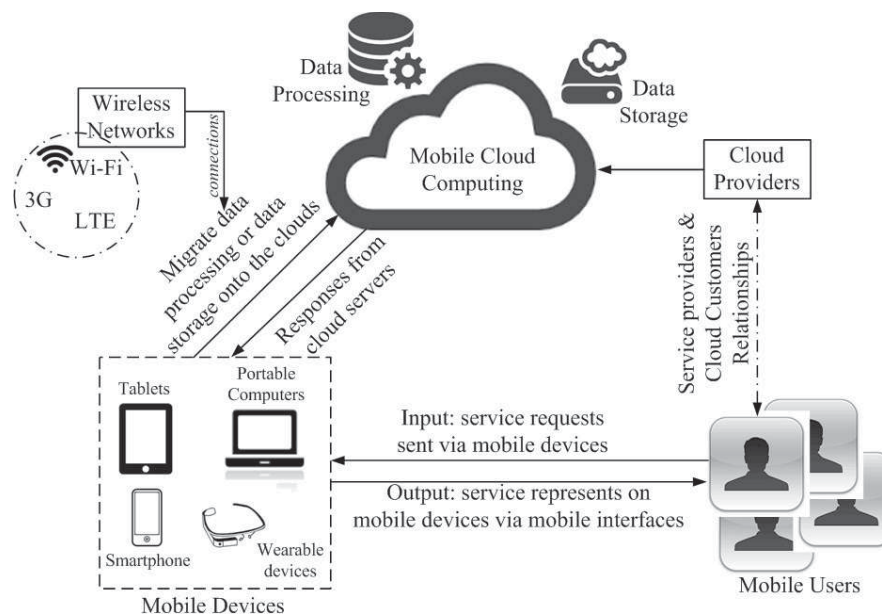 Data
Processing
Data
Storage
Wireless
Networks
Wi-Fi
3G
LTE
connections
Mobile Cloud
Computing
Cloud
Providers
Migrate data
processing or data
storage onto the clouds
Responses from
cloud servers
Service providers &
Cloud Customers
Relationships
Tablets
Portable
Computers
Smartphone
Wearable
devices
Mobile Devices
Input: service requests
sent via mobile devices
Output: service represents on
mobile devices via mobile interfaces
Mobile Users